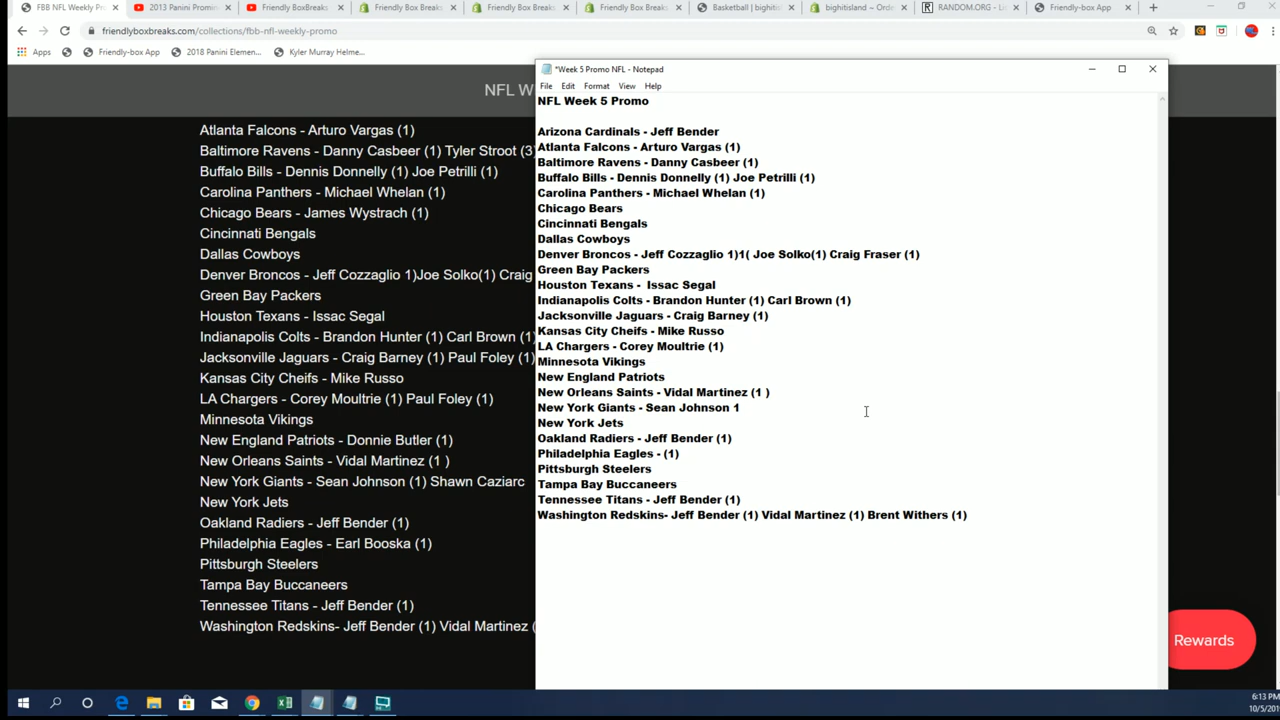 FBB NFL Weekly Pro
2013 Panini Promin
Friendly BoxBreaks
Friendly Box Breaks
Friendly Box Breaks
Friendly Box Breaks
Basketball | bighitis
bighitisland ~ Orde
RANDOM.ORG - L
Friendly-box App
friendlyboxbreaks.com/collections/fbb-nfl-weekly-promo
Apps
Friendly-box App
2018 Panini Elemen...
Kyler Murray Helme...
NFL W
Atlanta Falcons - Arturo Vargas (1)
Baltimore Ravens - Danny Casbeer (1) Tyler Stroot (3)
Buffalo Bills - Dennis Donnelly (1) Joe Petrilli (1)
Carolina Panthers - Michael Whelan (1)
Chicago Bears - James Wystrach (1)
Cincinnati Bengals
Dallas Cowboys
Denver Broncos - Jeff Cozzaglio 1)Joe Solko(1) Craig
Green Bay Packers
Houston Texans - Issac Segal
Indianapolis Colts - Brandon Hunter (1) Carl Brown (1)
Jacksonville Jaguars - Craig Barney (1) Paul Foley (1)
Kansas City Cheifs - Mike Russo
LA Chargers - Corey Moultrie (1) Paul Foley (1)
Minnesota Vikings
New England Patriots - Donnie Butler (1)
New Orleans Saints - Vidal Martinez (1 )
New York Giants - Sean Johnson (1) Shawn Caziarc
New York Jets
Oakland Radiers - Jeff Bender (1)
Philadelphia Eagles - Earl Booska (1)
Pittsburgh Steelers
Tampa Bay Buccaneers
Tennessee Titans - Jeff Bender (1)
Washington Redskins- Jeff Bender (1) Vidal Martinez (
*Week 5 Promo NFL - Notepad
File Edit Format View Help
NFL Week 5 Promo
Arizona Cardinals - Jeff Bender
Atlanta Falcons - Arturo Vargas (1)
Baltimore Ravens - Danny Casbeer (1)
Buffalo Bills - Dennis Donnelly (1) Joe Petrilli (1)
Carolina Panthers - Michael Whelan (1)
Chicago Bears
Cincinnati Bengals
Dallas Cowboys
Denver Broncos - Jeff Cozzaglio 1)1( Joe Solko(1) Craig Fraser (1)
Green Bay Packers
Houston Texans -  Issac Segal
Indianapolis Colts - Brandon Hunter (1) Carl Brown (1)
Jacksonville Jaguars - Craig Barney (1)
Kansas City Cheifs - Mike Russo
LA Chargers - Corey Moultrie (1)
Minnesota Vikings
New England Patriots
New Orleans Saints - Vidal Martinez (1 )
New York Giants - Sean Johnson 1
New York Jets
Oakland Radiers - Jeff Bender (1)
Philadelphia Eagles - (1)
Pittsburgh Steelers
Tampa Bay Buccaneers
Tennessee Titans - Jeff Bender (1)
Washington Redskins- Jeff Bender (1) Vidal Martinez (1) Brent Withers (1)
Rewards
6:13 PM
10/5/201